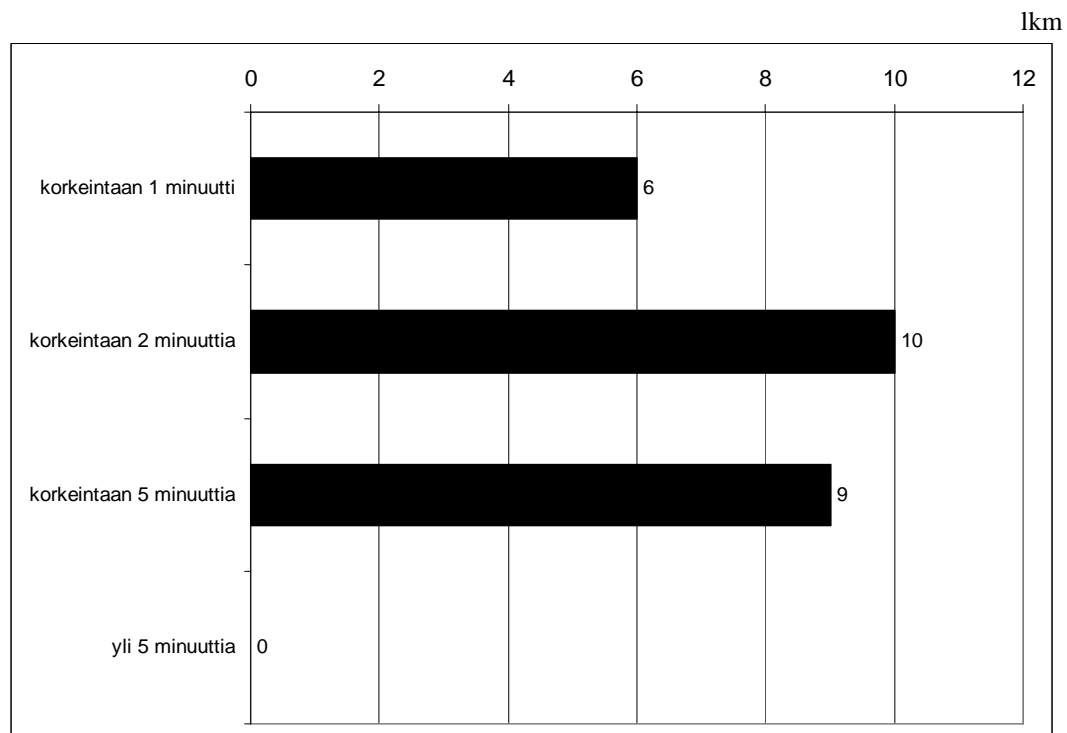 lkm
0 2 4 6 8 10 12
korkeintaan 1 minuutti 6
korkeintaan 2 minuuttia 10
korkeintaan 5 minuuttia 9
yli 5 minuuttia 0